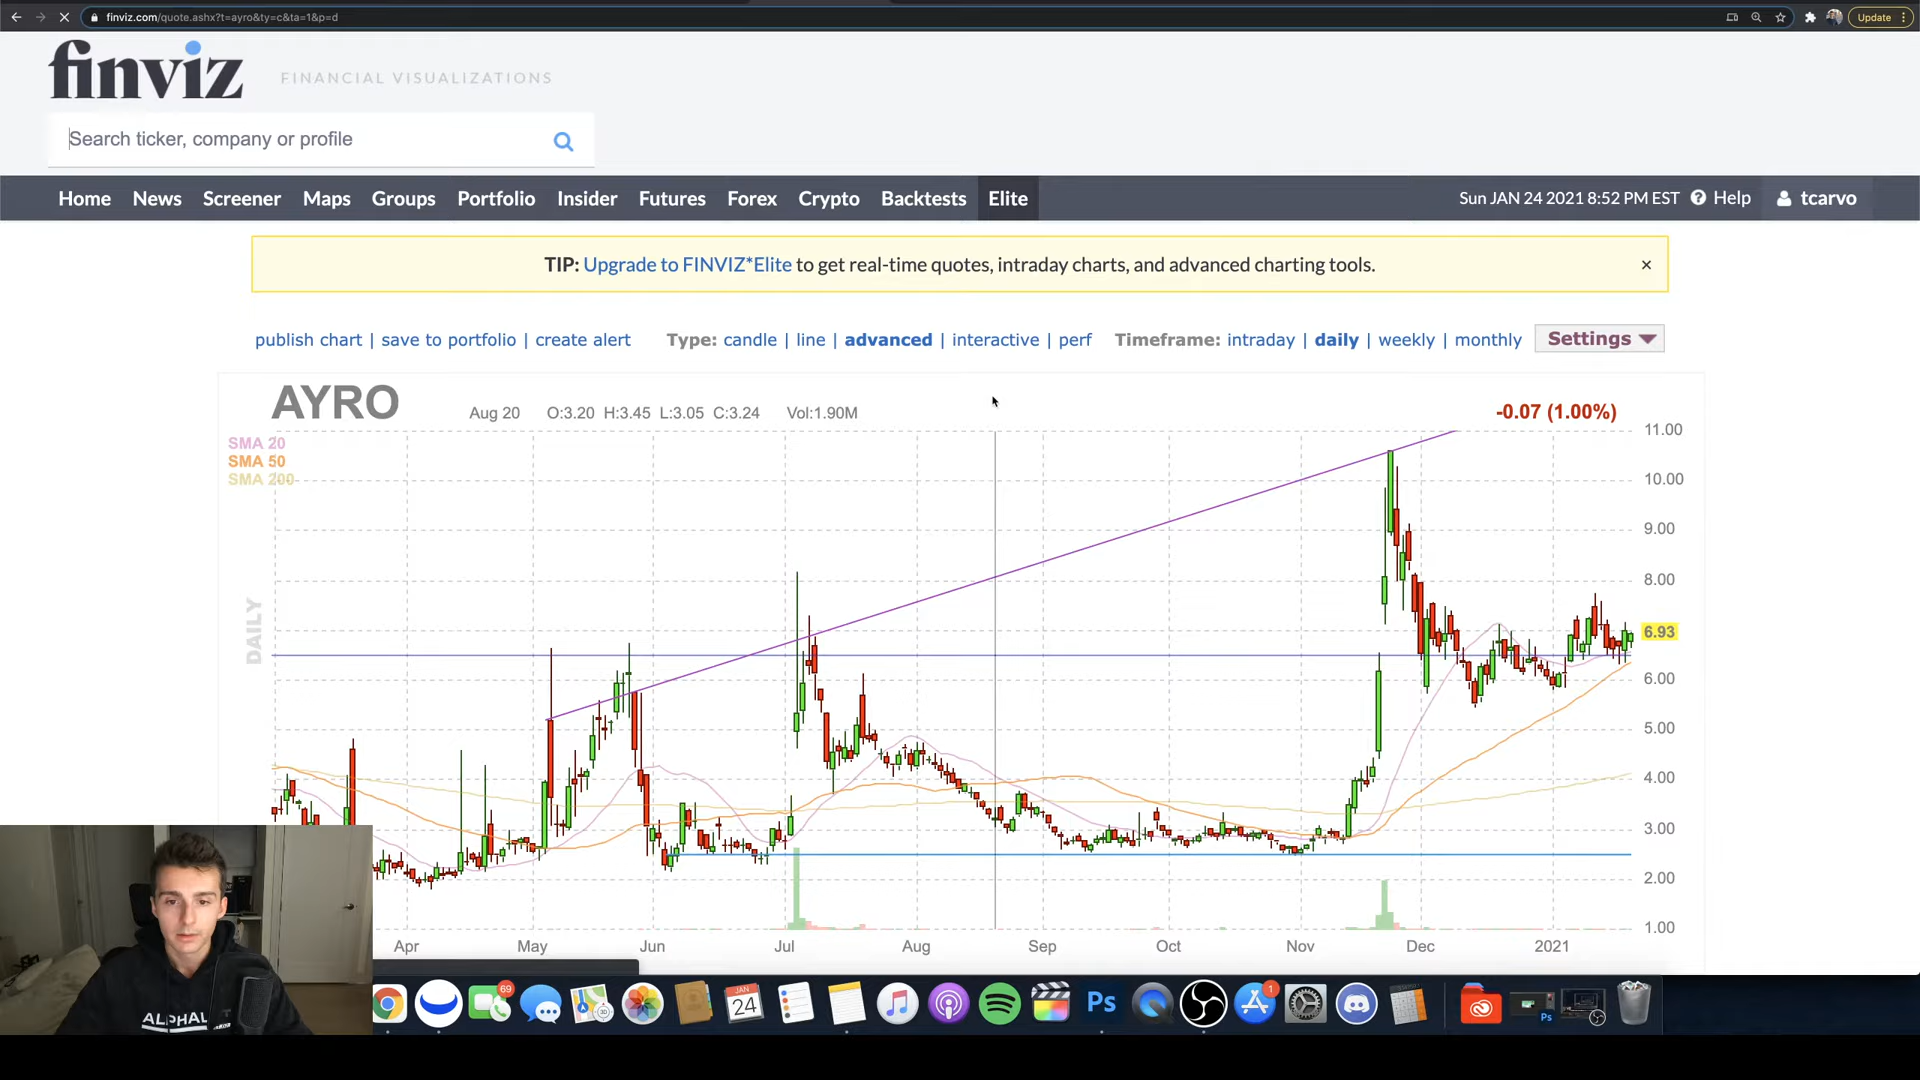 finviz.com/quote.ashx?t=ayro&ty=c&ta=1&p=d
Update
finviz
FINANCIAL VISUALIZATIONS
Search ticker, company or profile
Home News Screener Maps Groups Portfolio Insider Futures Forex Crypto Backtests Elite
Sun JAN 24 2021 8:52 PM EST Help tcarvo
TIP: Upgrade to FINVIZ*Elite to get real-time quotes, intraday charts, and advanced charting tools. ×
publish chart | save to portfolio | create alert Type: candle | line | advanced | interactive | perf Timeframe: intraday | daily | weekly | monthly Settings
AYRO Aug 20 O:3.20 H:3.45 L:3.05 C:3.24 Vol:1.90M -0.07 (1.00%)
SMA 20
SMA 50
SMA 200
DAILY
11.00
10.00
9.00
8.00
6.93
6.00
5.00
4.00
3.00
2.00
1.00
Apr May Jun Jul Aug Sep Oct Nov Dec 2021
ALPHAL
69
JAN
24
Ps
1
Ps